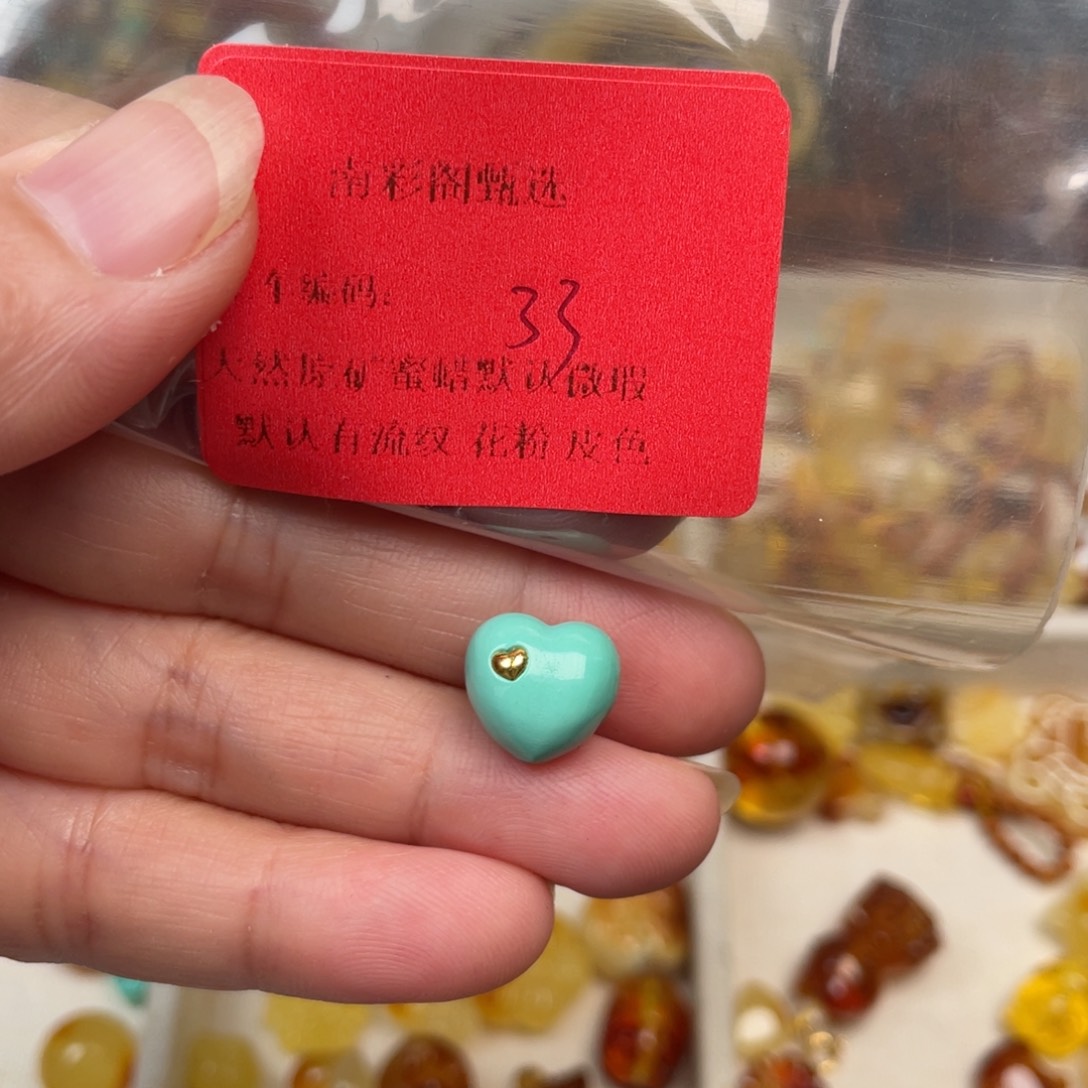 南彩阁甄选
编码:
33
天然原矿蜜蜡默认微瑕
默认有流纹 花粉 皮色